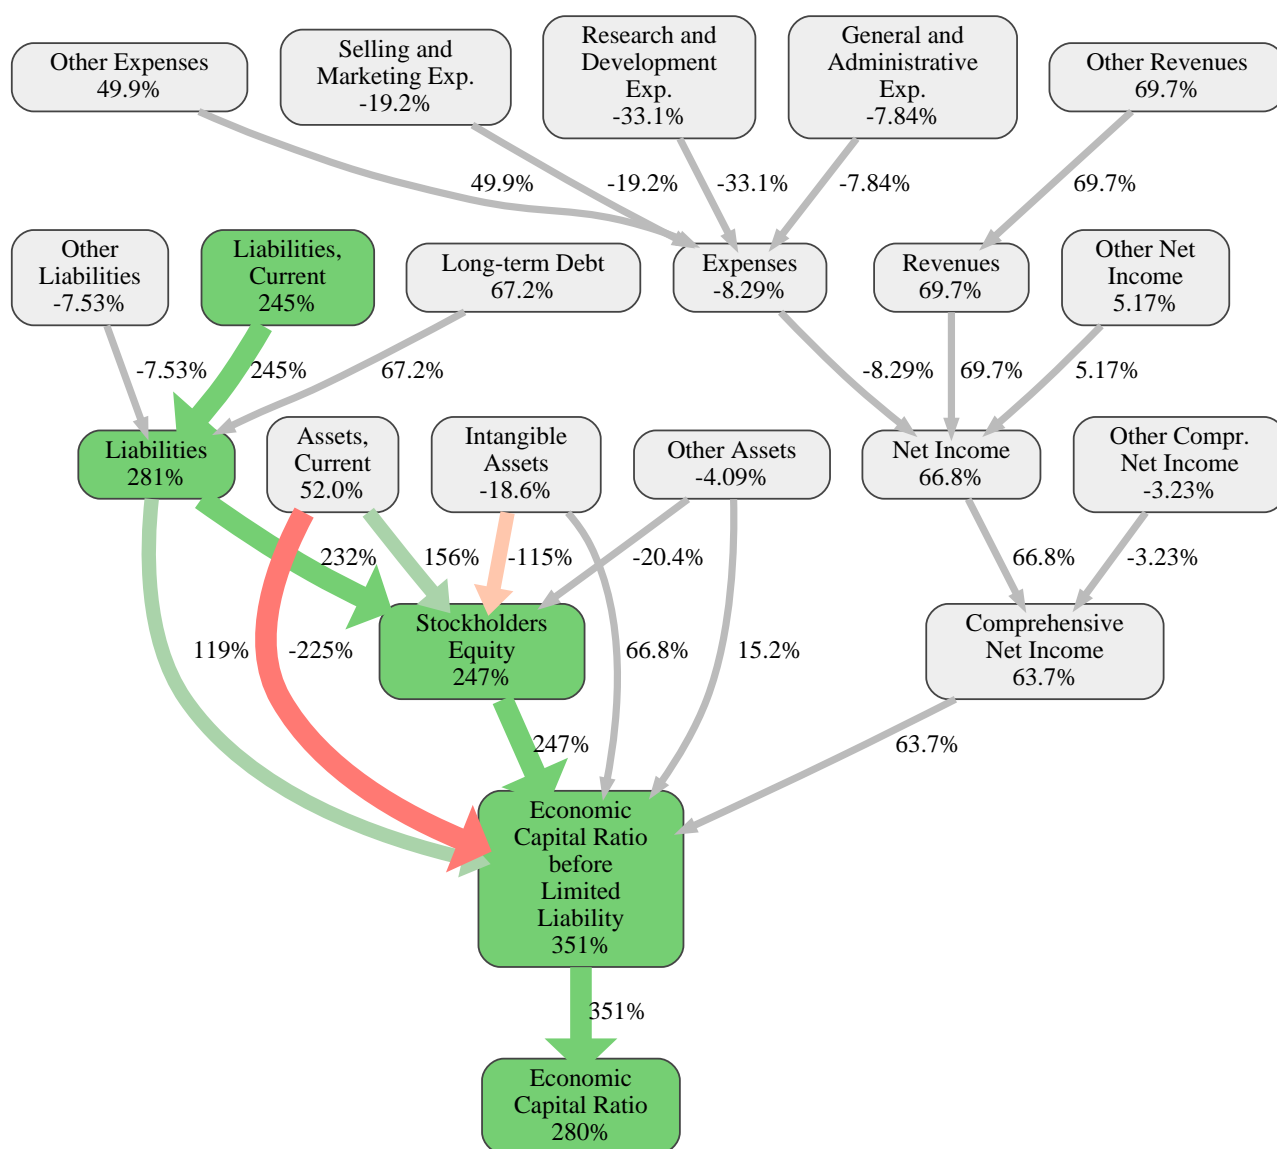 Other Expenses
49.9%
Selling and
Marketing Exp.
-19.2%
Research and
Development
Exp.
-33.1%
General and
Administrative
Exp.
-7.84%
Other Revenues
69.7%
49.9%
-19.2%
-33.1%
-7.84%
69.7%
Other
Liabilities
-7.53%
Liabilities,
Current
245%
Long-term Debt
67.2%
Expenses
-8.29%
Revenues
69.7%
Other Net
Income
5.17%
-7.53%
245%
67.2%
-8.29%
69.7%
5.17%
Liabilities
281%
Assets,
Current
52.0%
Intangible
Assets
-18.6%
Other Assets
-4.09%
Net Income
66.8%
Other Compr.
Net Income
-3.23%
232%
156%
-115%
-20.4%
66.8%
-3.23%
Stockholders
Equity
247%
Comprehensive
Net Income
63.7%
119%
-225%
66.8%
15.2%
247%
63.7%
Economic
Capital Ratio
before
Limited
Liability
351%
351%
Economic
Capital Ratio
280%